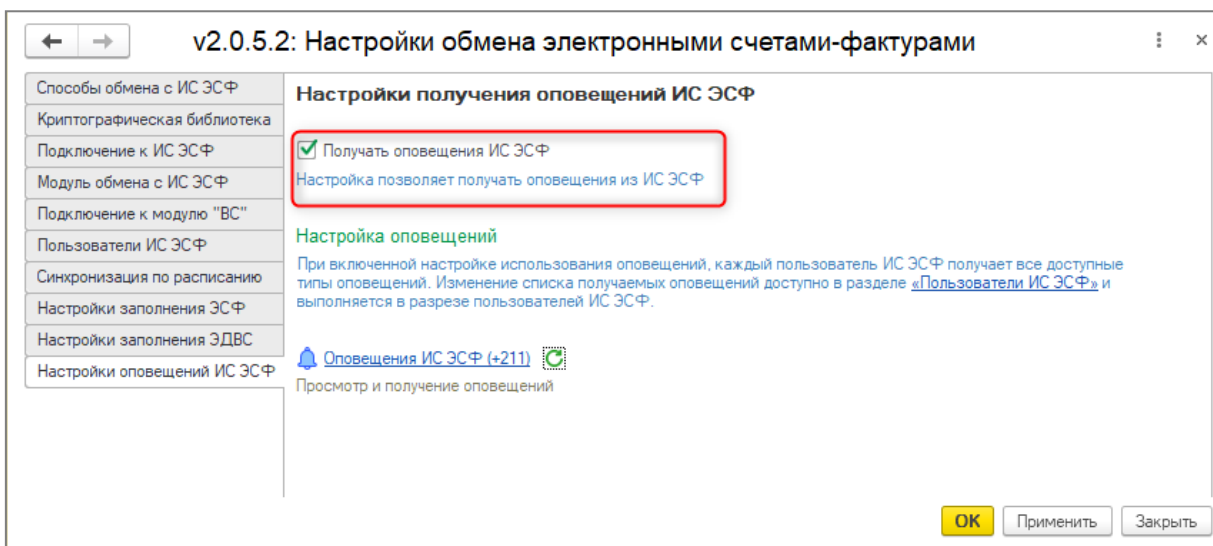 v2.0.5.2: Настройки обмена электронными счетами-фактурами
Способы обмена с ИС ЭСФ
Криптографическая библиотека
Подключение к ИС ЭСФ
Модуль обмена с ИС ЭСФ
Подключение к модулю "ВС"
Пользователи ИС ЭСФ
Синхронизация по расписанию
Настройки заполнения ЭСФ
Настройки заполнения ЭДВС
Настройки оповещений ИС ЭСФ
Настройки получения оповещений ИС ЭСФ
Получать оповещения ИС ЭСФ
Настройка позволяет получать оповещения из ИС ЭСФ
Настройка оповещений
При включенной настройке использования оповещений, каждый пользователь ИС ЭСФ получает все доступные
типы оповещений. Изменение списка получаемых оповещений доступно в разделе «Пользователи ИС ЭСФ» и
выполняется в разрезе пользователей ИС ЭСФ.
Оповещения ИС ЭСФ (+211)
Просмотр и получение оповещений
ОК
Применить
Закрыть